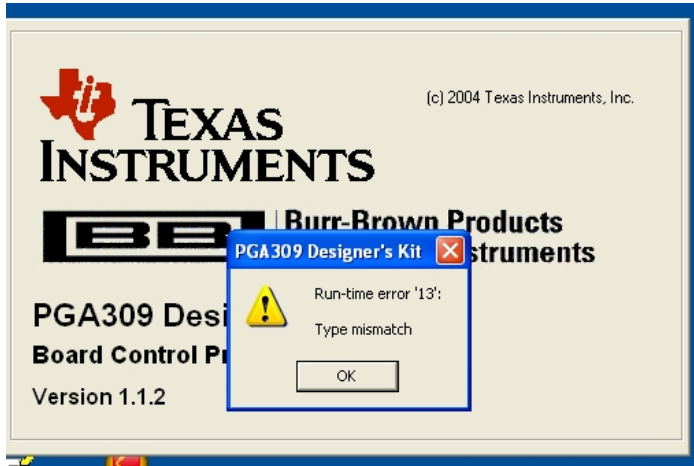 (c) 2004 Texas Instruments, Inc.
TEXAS
INSTRUMENTS
BB
Burr-Brown Products
struments
PGA309 Designer's Kit
Run-time error '13':
Type mismatch
OK
PGA309 Desi
Board Control Pr
Version 1.1.2